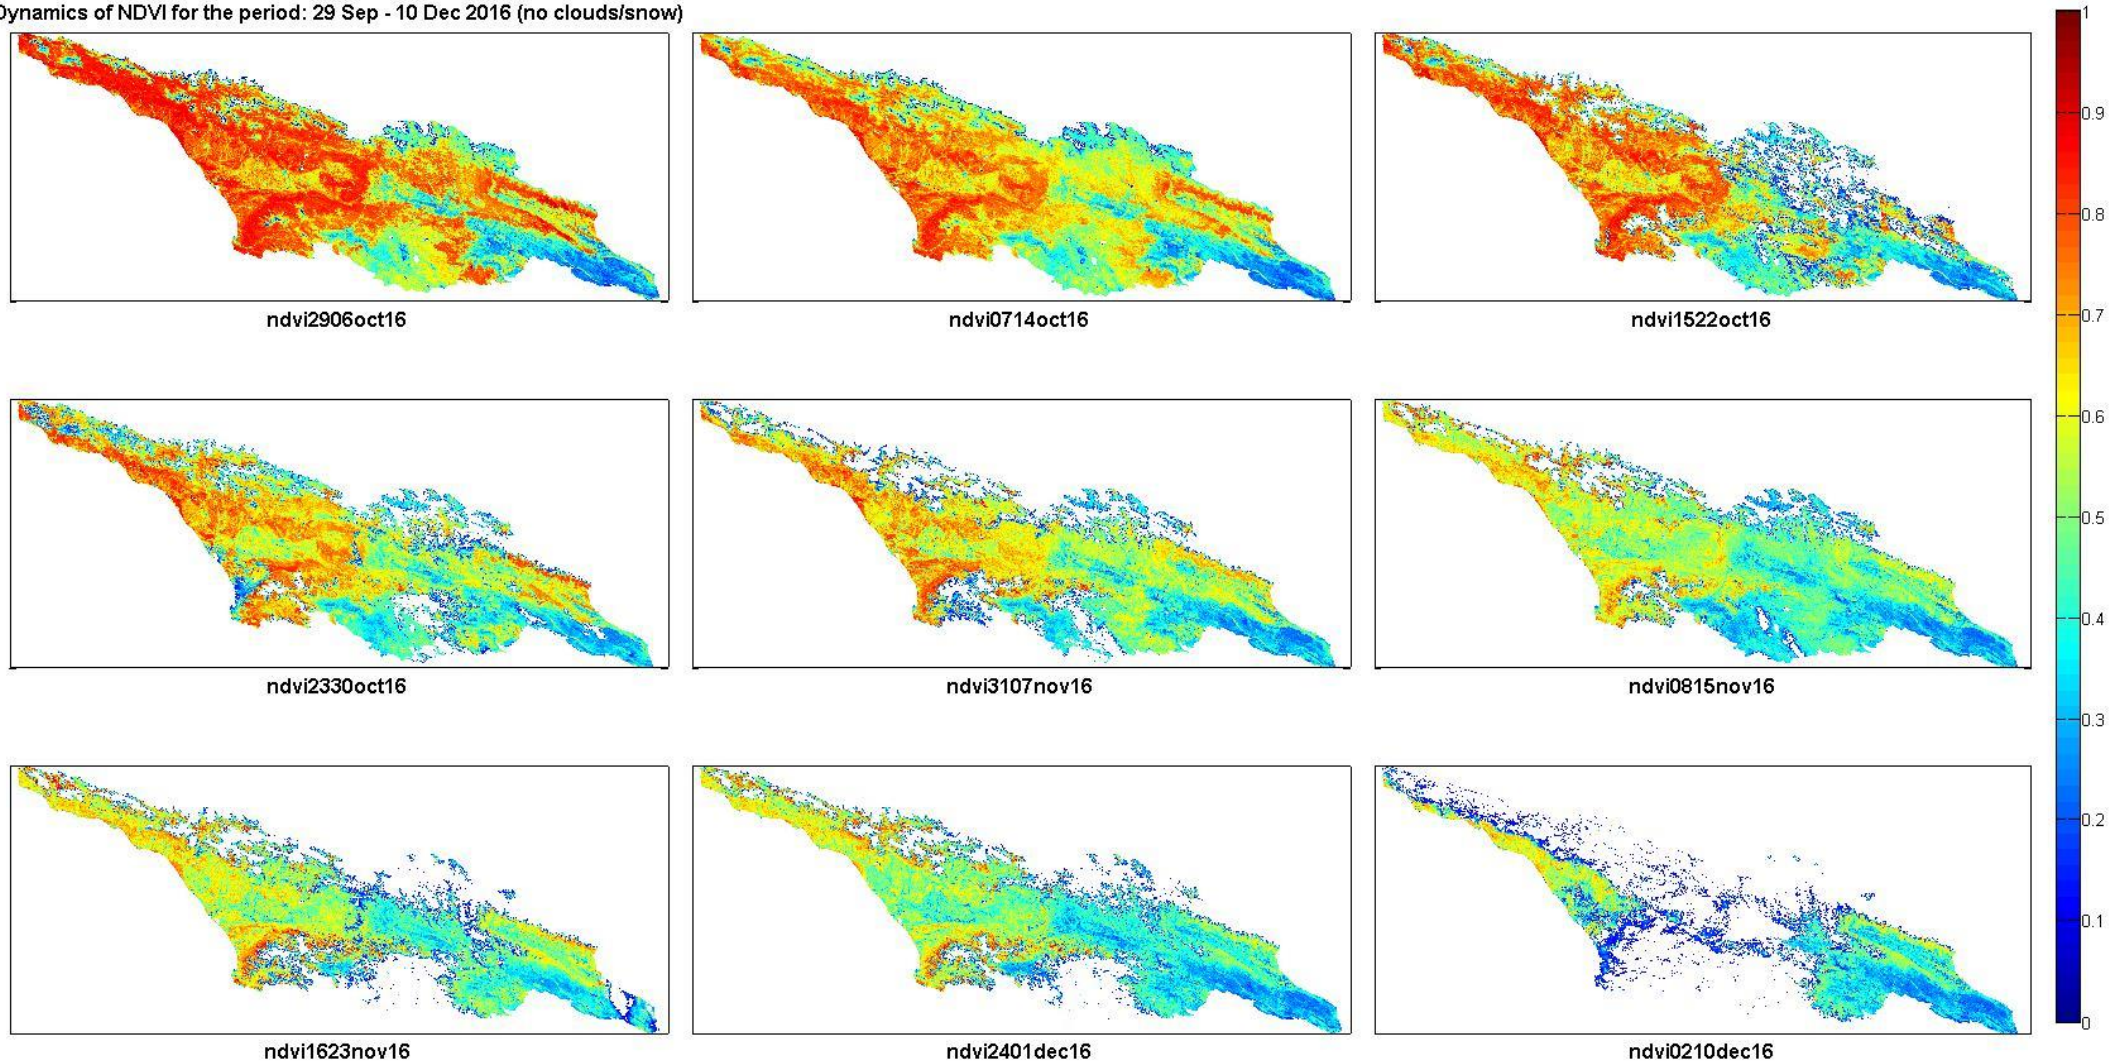 Dynamics of NDVI for the period: 29 Sep - 10 Dec 2016 (no clouds/snow)
ndvi2906oct16
ndvi0714oct16
ndvi1522oct16
ndvi2330oct16
ndvi3107nov16
ndvi0815nov16
ndvi1623nov16
ndvi2401dec16
ndvi0210dec16
1
0.9
0.8
0.7
0.6
0.5
0.4
0.3
0.2
0.1
0